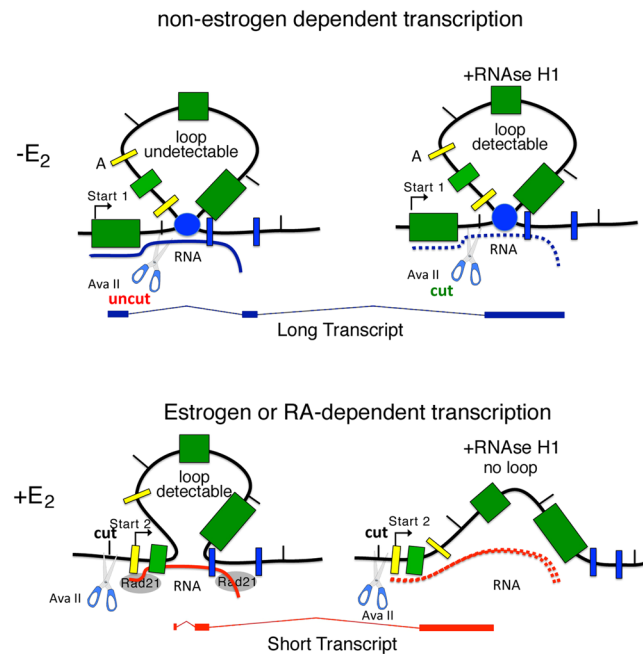 non-estrogen dependent transcription
+RNAse H1
-E2
loop
undetectable
A
Start 1
RNA
Ava II
uncut
loop
detectable
A
Start 1
RNA
Ava II
cut
Long Transcript
Estrogen or RA-dependent transcription
+RNAse H1
no loop
+E2
loop
detectable
cut
Start 2
Rad21
RNA
Rad21
Ava II
cut
Start 2
RNA
Ava II
Short Transcript